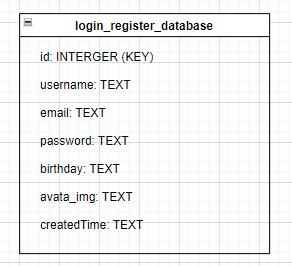 login_register_database
id: INTERGER (KEY)
username: TEXT
email: TEXT
password: TEXT
birthday: TEXT
avata_img: TEXT
createdTime: TEXT